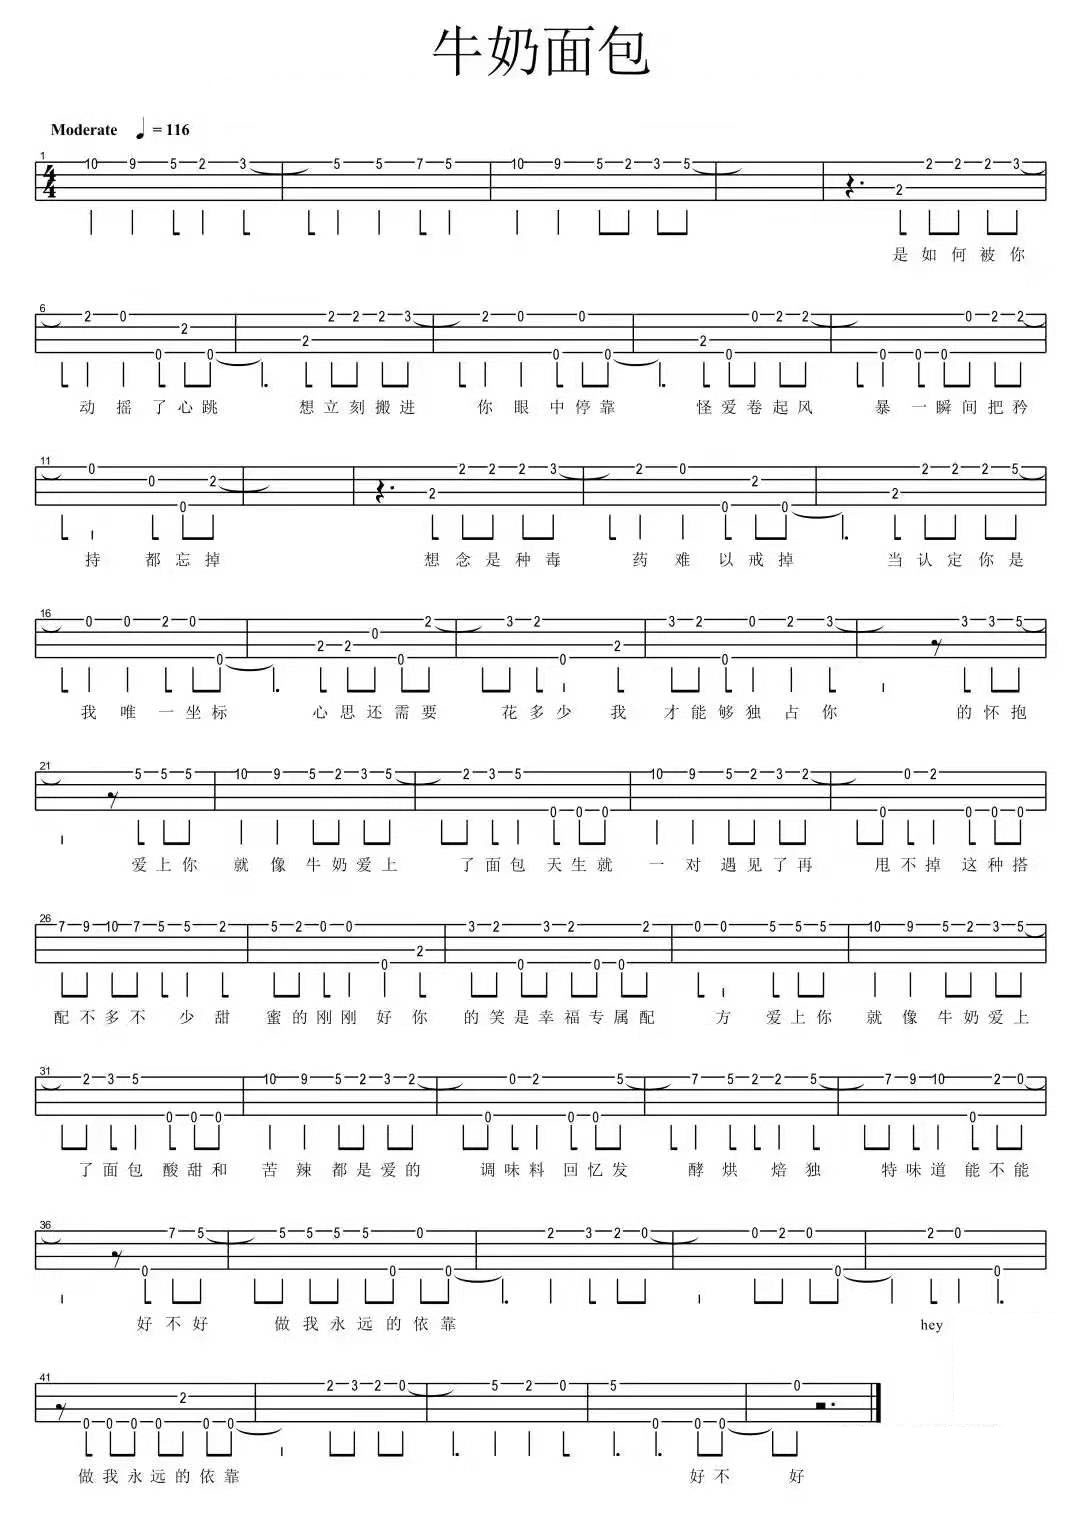 牛奶面包
Moderate ♩= 116
1 4 4 10 9 5 2 3 5 5 7 5 10 9 5 2 3 5 2 2 2 2 3
是如何被你
6 2 0 0 2 0 2 2 2 2 3 2 0 0 0 0 2 0 0 2 2 0 0 0 0 2 2
动摇了心跳 想立刻搬进 你眼中停靠 怪爱卷起风 暴一瞬间把矜
11 0 0 0 2 2 2 2 2 3 2 0 0 2 0 2 2 2 2 5
持都忘掉 想念是种毒 药难以戒掉 当认定你是
16 0 0 2 0 0 2 2 0 0 2 3 2 0 2 3 2 0 0 2 3 3 3 5
我唯一坐标 心思还需要 花多少我 才能够独占你 的怀抱
21 5 5 5 10 9 5 2 3 5 2 3 5 0 0 0 10 9 5 2 3 2 0 0 2 0 0 0
爱上你 就像牛奶爱上 了面包天生就 一对遇见了再 甩不掉这种搭
26 7 9 10 7 5 5 2 5 2 0 0 0 2 3 2 0 3 2 0 0 2 0 0 5 5 5 10 9 5 2 3 5
配不多不少甜 蜜的刚刚好你 的笑是幸福专属配 方爱上你 就像牛奶爱上
31 2 3 5 0 0 0 10 9 5 2 3 2 0 0 2 0 0 5 7 5 2 2 5 7 9 10 0 2 0
了面包酸甜和 苦辣都是爱的 调味料回忆发 酵烘焙独 特味道能不能
36 0 7 5 5 5 5 5 0 0 0 2 3 2 0 0 2 0 0 2 0 0
好不好 做我永远的依靠 hey
41 0 0 0 0 2 0 0 2 3 2 0 5 2 0 5 0 0 0 0
做我永远的依靠 好不 好